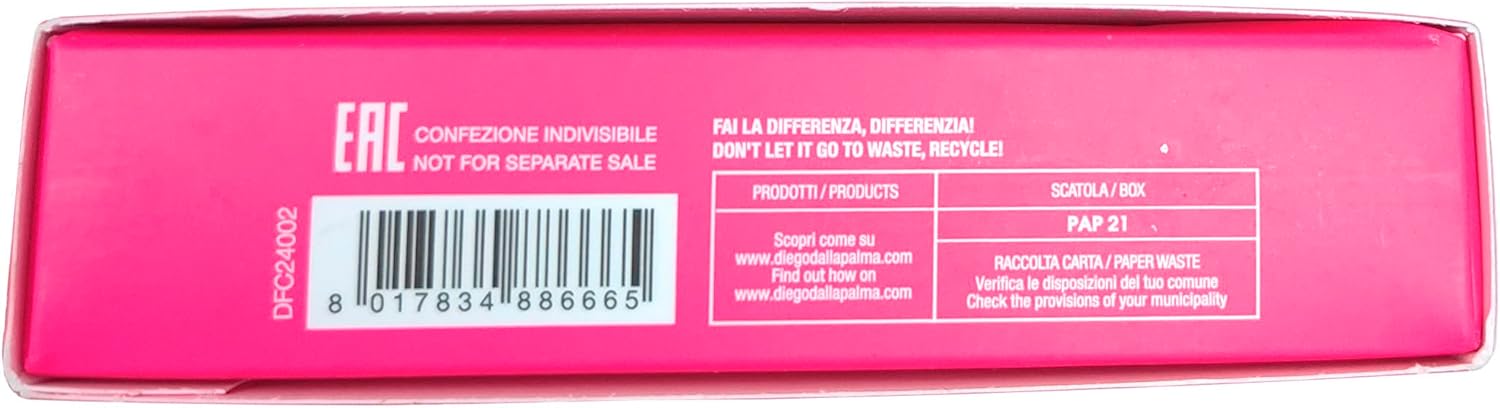 EAC
CONFEZIONE INDIVISIBILE
NOT FOR SEPARATE SALE
DFC24002
8 017834 886665
FAI LA DIFFERENZA, DIFFERENZIA!
DON'T LET IT GO TO WASTE, RECYCLE!
PRODOTTI / PRODUCTS
Scopri come su
www.diegodallapalma.com
Find out how on
www.diegodallapalma.com
SCATOLA / BOX
PAP 21
RACCOLTA CARTA / PAPER WASTE
Verifica le disposizioni del tuo comune
Check the provisions of your municipality